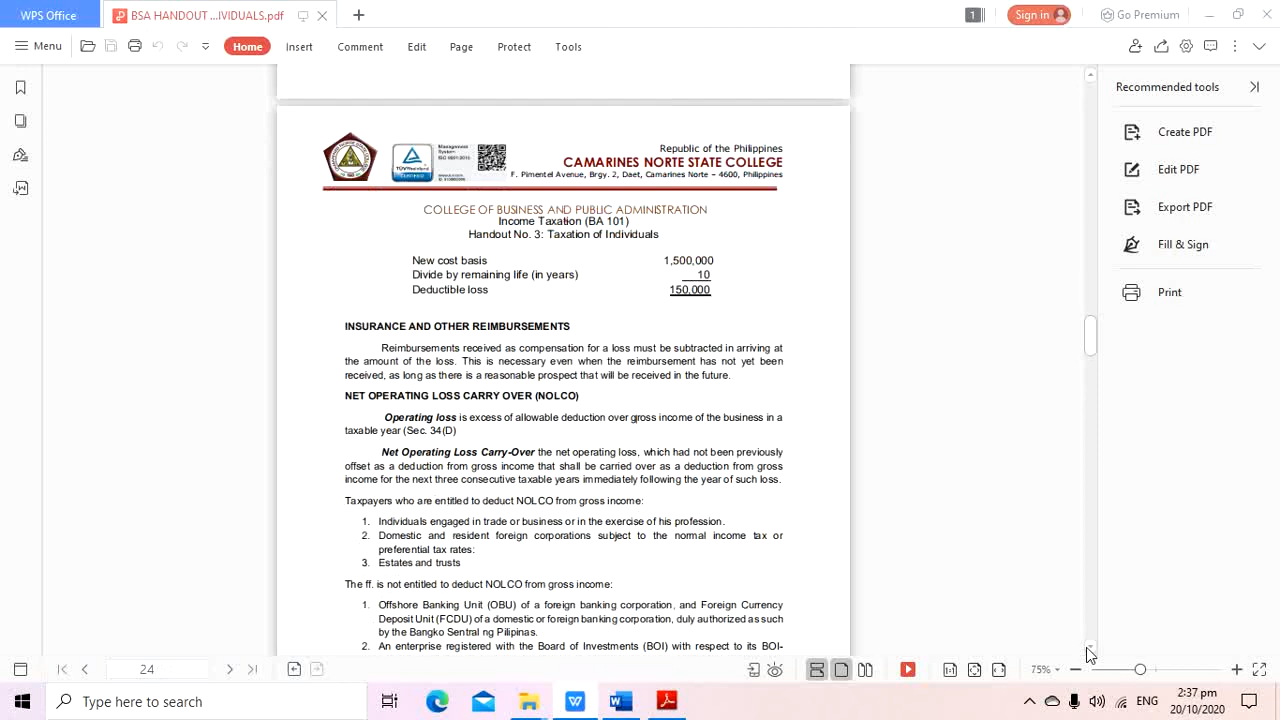 WPS Office
BSA HANDOUT ...IVIDUALS.pdf
1
Sign in
Go Premium
Menu
Home
Insert
Comment
Edit
Page
Protect
Tools
Recommended tools
Create PDF
Edit PDF
Export PDF
Fill & Sign
Print
Management
System
ISO 9001:2015
Republic of the Philippines
CAMARINES NORTE STATE COLLEGE
F. Pimentel Avenue, Brgy. 2, Daet, Camarines Norte – 4600, Philippines
COLLEGE OF BUSINESS AND PUBLIC ADMINISTRATION
Income Taxation (BA 101)
Handout No. 3: Taxation of Individuals
New cost basis 1,500,000
Divide by remaining life (in years) 10
Deductible loss 150,000
INSURANCE AND OTHER REIMBURSEMENTS
Reimbursements received as compensation for a loss must be subtracted in arriving at
the amount of the loss. This is necessary even when the reimbursement has not yet been
received, as long as there is a reasonable prospect that will be received in the future.
NET OPERATING LOSS CARRY OVER (NOLCO)
Operating loss is excess of allowable deduction over gross income of the business in a
taxable year (Sec. 34(D)
Net Operating Loss Carry-Over the net operating loss, which had not been previously
offset as a deduction from gross income that shall be carried over as a deduction from gross
income for the next three consecutive taxable years immediately following the year of such loss.
Taxpayers who are entitled to deduct NOLCO from gross income:
1. Individuals engaged in trade or business or in the exercise of his profession.
2. Domestic and resident foreign corporations subject to the normal income tax or
preferential tax rates:
3. Estates and trusts
The ff. is not entitled to deduct NOLCO from gross income:
1. Offshore Banking Unit (OBU) of a foreign banking corporation, and Foreign Currency
Deposit Unit (FCDU) of a domestic or foreign banking corporation, duly authorized as such
by the Bangko Sentral ng Pilipinas.
2. An enterprise registered with the Board of Investments (BOI) with respect to its BOI-
24
75%
Type here to search
ENG
2:37 pm
20/10/2020